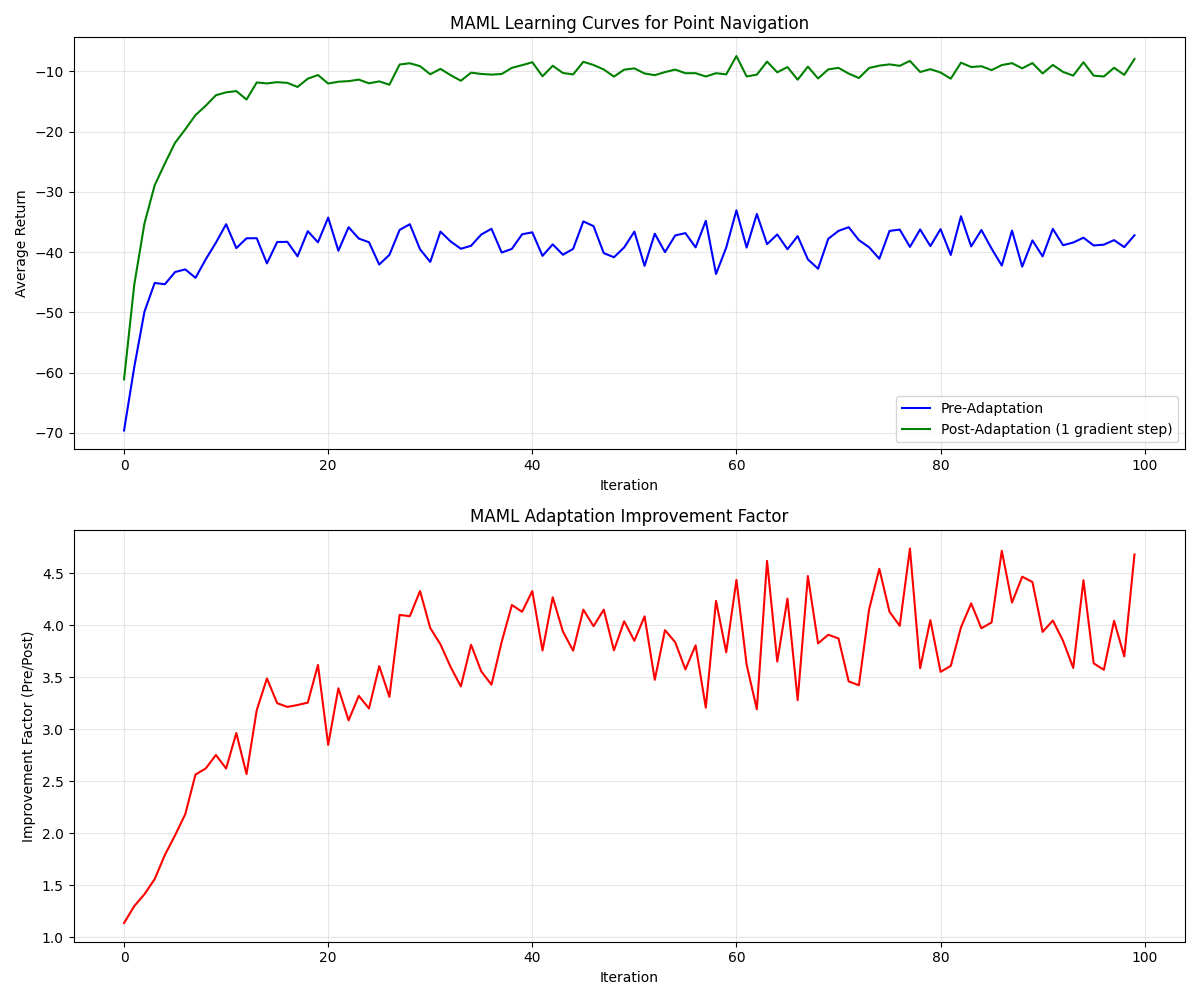 MAML Learning Curves for Point Navigation
Average Return
−10
−20
−30
−40
−50
−60
−70
Pre-Adaptation
Post-Adaptation (1 gradient step)
0 20 40 60 80 100
Iteration
MAML Adaptation Improvement Factor
Improvement Factor (Pre/Post)
4.5
4.0
3.5
3.0
2.5
2.0
1.5
1.0
0 20 40 60 80 100
Iteration